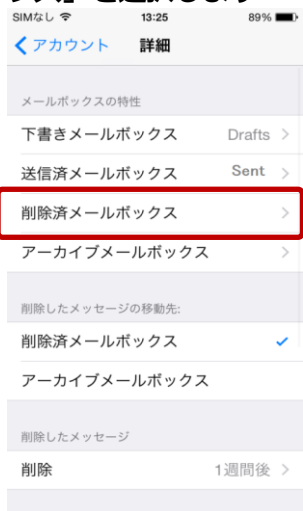 を選択します
SIMなし 13:25 89%
アカウント 詳細
メールボックスの特性
下書きメールボックス Drafts
送信済メールボックス Sent
削除済メールボックス
アーカイブメールボックス
削除したメッセージの移動先:
削除済メールボックス
アーカイブメールボックス
削除したメッセージ
削除 1週間後